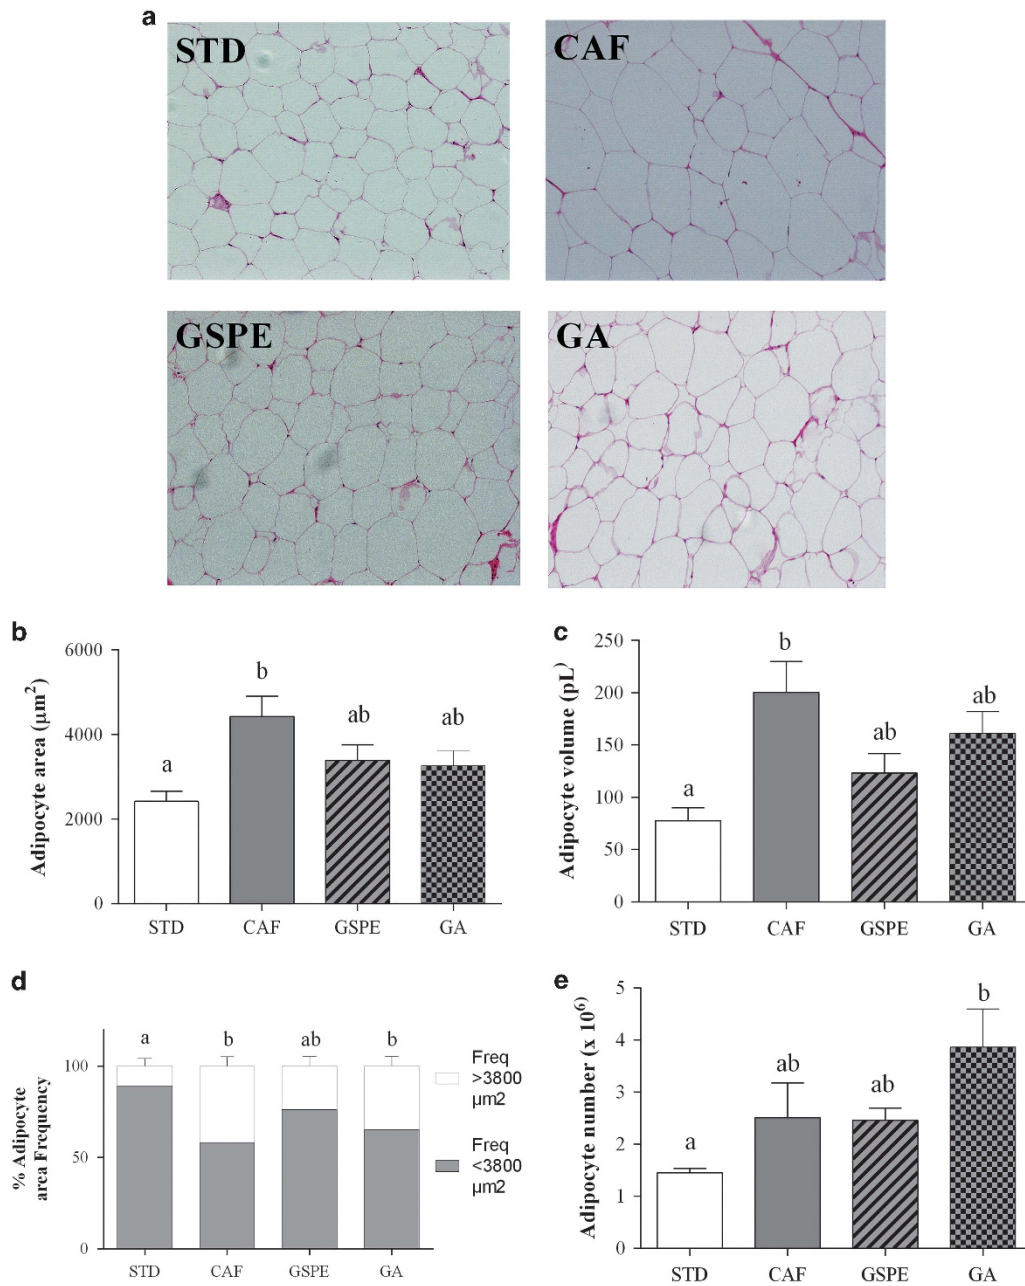 a
STD
CAF
GSPE
GA
b
Adipocyte area (μm²)
6000
4000
2000
0
a
b
ab
ab
STD
CAF
GSPE
GA
c
Adipocyte volume (pL)
250
200
150
100
50
0
a
b
ab
ab
STD
CAF
GSPE
GA
d
% Adipocyte
area Frequency
100
50
0
a
b
ab
b
STD
CAF
GSPE
GA
Freq
>3800
μm2
Freq
<3800
μm2
e
Adipocyte number (x 10⁶)
5
4
3
2
1
0
a
ab
ab
b
STD
CAF
GSPE
GA